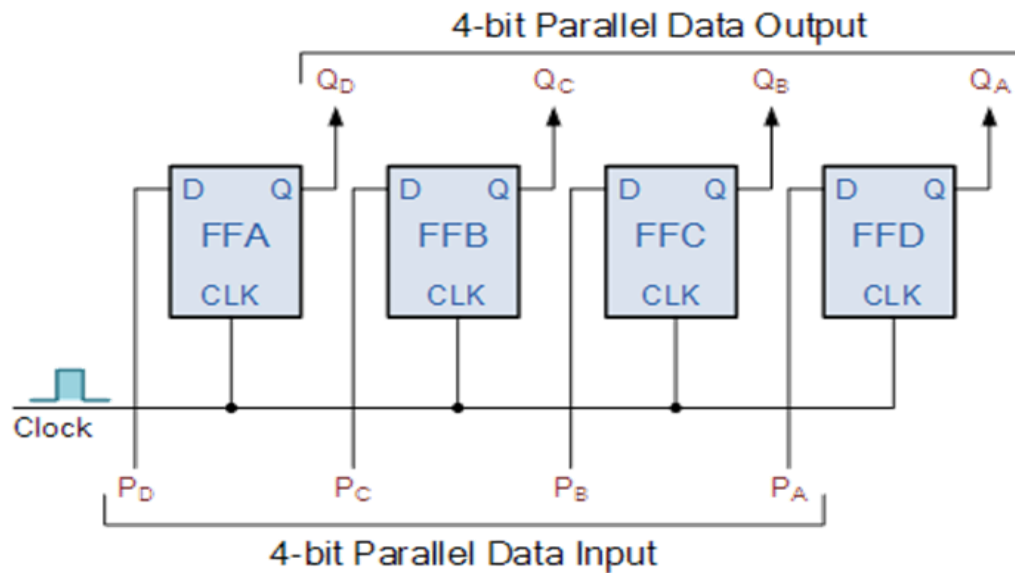 4-bit Parallel Data Output
QD QC QB QA
D Q D Q D Q D Q
FFA FFB FFC FFD
CLK CLK CLK CLK
Clock
PD PC PB PA
4-bit Parallel Data Input